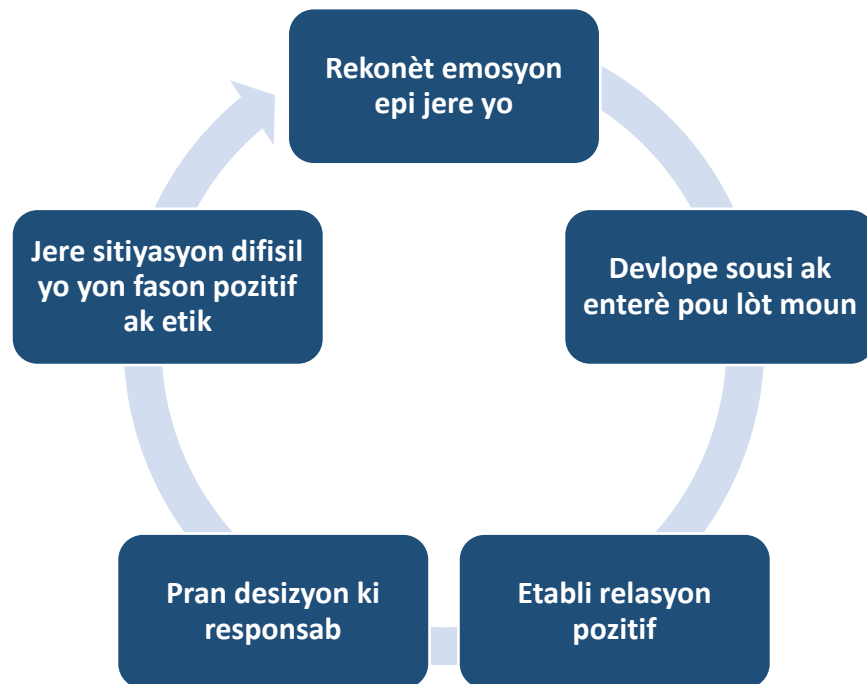 Rekonèt emosyon
epi jere yo
Devlope sousi ak
enterè pou lòt moun
Etabli relasyon
pozitif
Pran desizyon ki
responsab
Jere sitiyasyon difisil
yo yon fason pozitif
ak etik